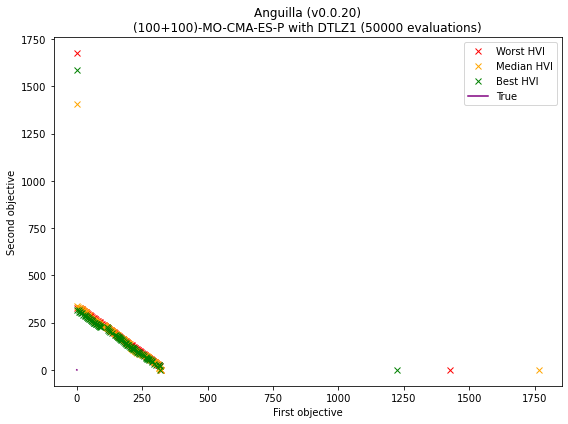 Anguilla (v0.0.20)
(100+100)-MO-CMA-ES-P with DTLZ1 (50000 evaluations)
Worst HVI
Median HVI
Best HVI
True
Second objective
1750
1500
1250
1000
750
500
250
0
0
250
500
750
1000
1250
1500
1750
First objective